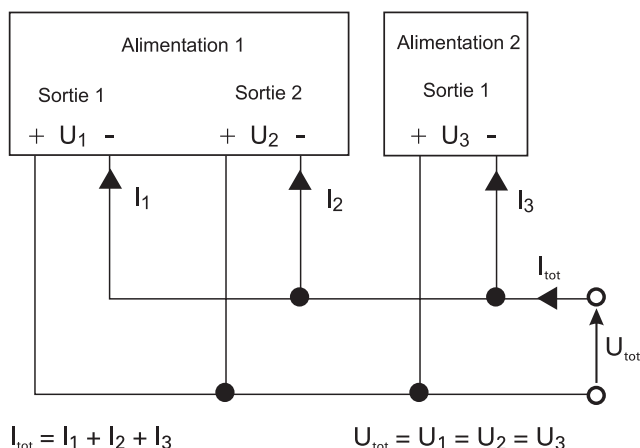 Alimentation 1
Alimentation 2
Sortie 1
Sortie 2
Sortie 1
+ U1 -
+ U2 -
+ U3 -
I1
I2
I3
Itot
Utot
Itot = I1 + I2 + I3
Utot = U1 = U2 = U3